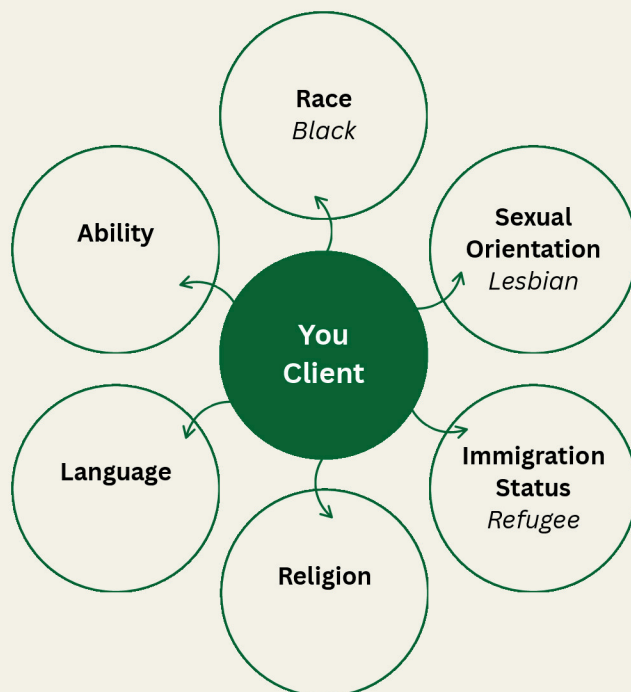 Race
Black
Ability
Sexual
Orientation
Lesbian
You
Client
Language
Immigration
Status
Refugee
Religion